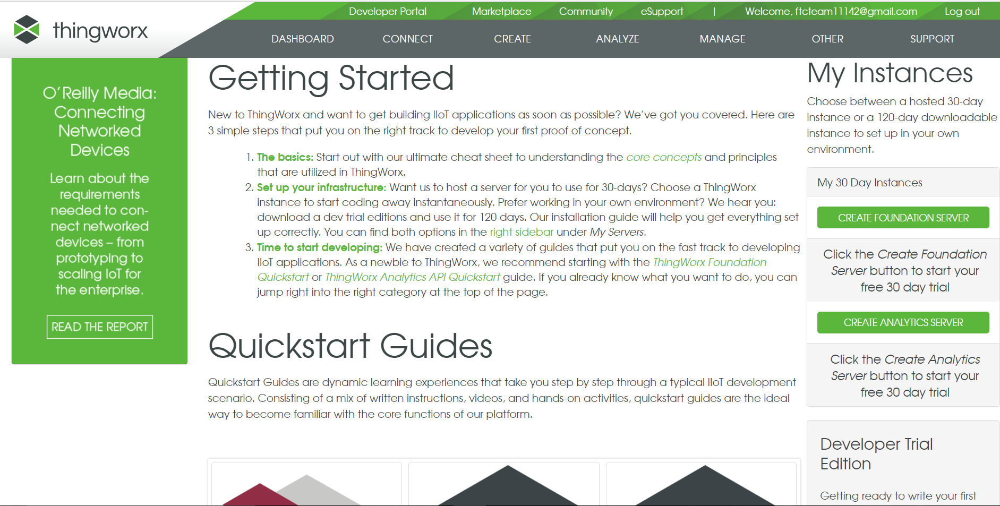 Developer Portal Marketplace Community eSupport | Welcome, ftcteam11142@gmail.com Log out
thingworx
DASHBOARD CONNECT CREATE ANALYZE MANAGE OTHER SUPPORT
O'Reilly Media:
Connecting
Networked
Devices
Learn about the
requirements
needed to con-
nect networked
devices – from
prototyping to
scaling IoT for
the enterprise.
READ THE REPORT
Getting Started
New to ThingWorx and want to get building IIoT applications as soon as possible? We've got you covered. Here are
3 simple steps that put you on the right track to develop your first proof of concept.
1. The basics: Start out with our ultimate cheat sheet to understanding the core concepts and principles
that are utilized in ThingWorx.
2. Set up your infrastructure: Want us to host a server for you to use for 30-days? Choose a ThingWorx
instance to start coding away instantaneously. Prefer working in your own environment? We hear you:
download a dev trial editions and use it for 120 days. Our installation guide will help you get everything set
up correctly. You can find both options in the right sidebar under My Servers.
3. Time to start developing: We have created a variety of guides that put you on the fast track to developing
IIoT applications. As a newbie to ThingWorx, we recommend starting with the ThingWorx Foundation
Quickstart or ThingWorx Analytics API Quickstart guide. If you already know what you want to do, you can
jump right into the right category at the top of the page.
Quickstart Guides
Quickstart Guides are dynamic learning experiences that take you step by step through a typical IIoT development
scenario. Consisting of a mix of written instructions, videos, and hands-on activities, quickstart guides are the ideal
way to become familiar with the core functions of our platform.
My Instances
Choose between a hosted 30-day
instance or a 120-day downloadable
instance to set up in your own
environment.
My 30 Day Instances
CREATE FOUNDATION SERVER
Click the Create Foundation
Server button to start your
free 30 day trial
CREATE ANALYTICS SERVER
Click the Create Analytics
Server button to start your
free 30 day trial
Developer Trial
Edition
Getting ready to write your first